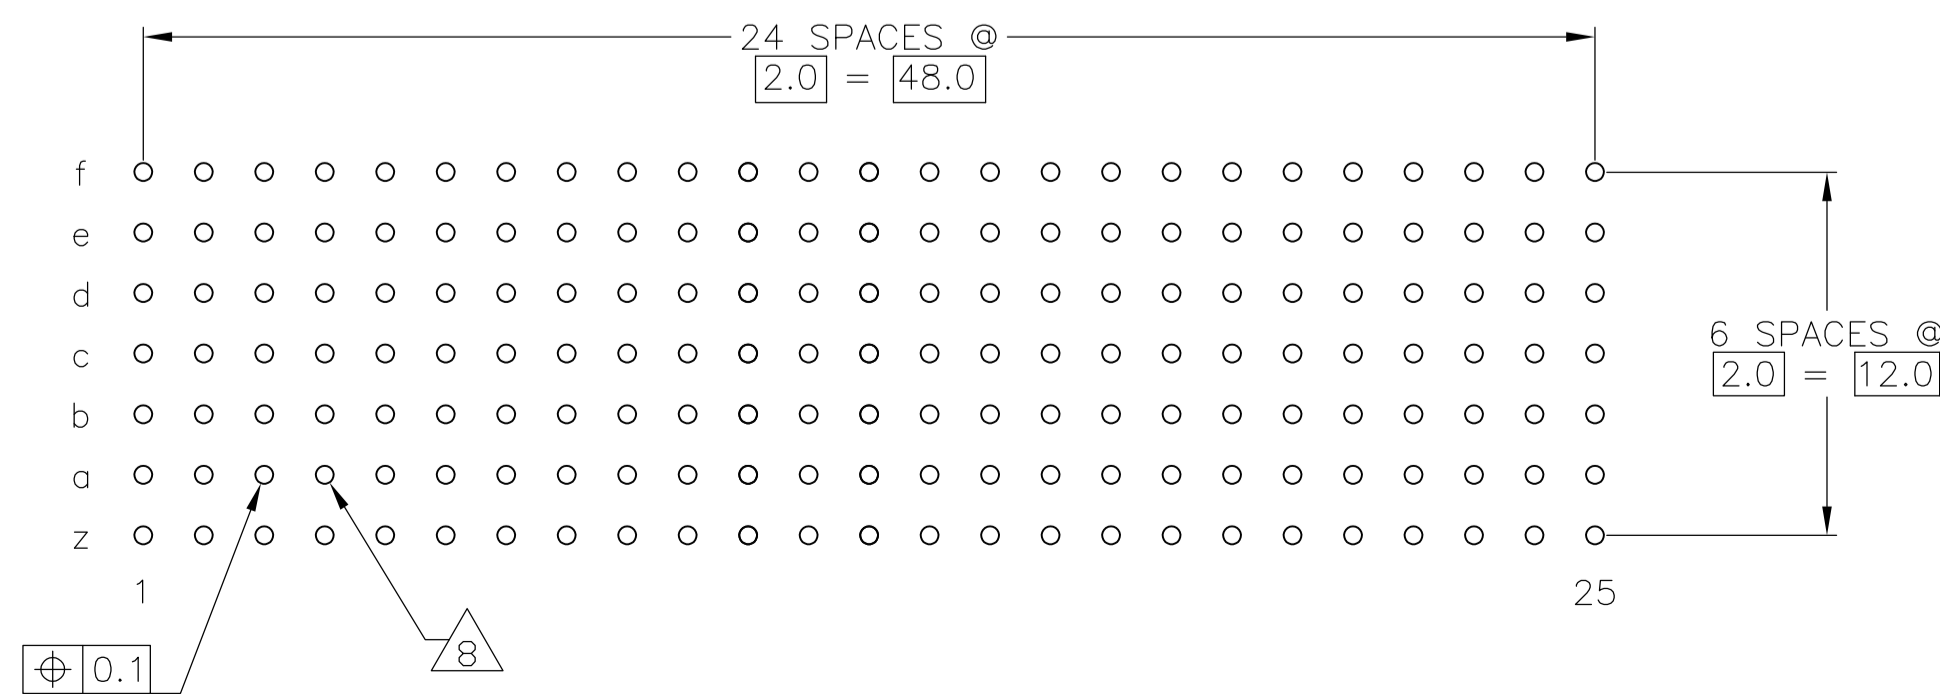 24 SPACES @
2.0 = 48.0
f
e
d
c
6 SPACES @
2.0 = 12.0
b
a
z
1
25
8
⌖ 0.1